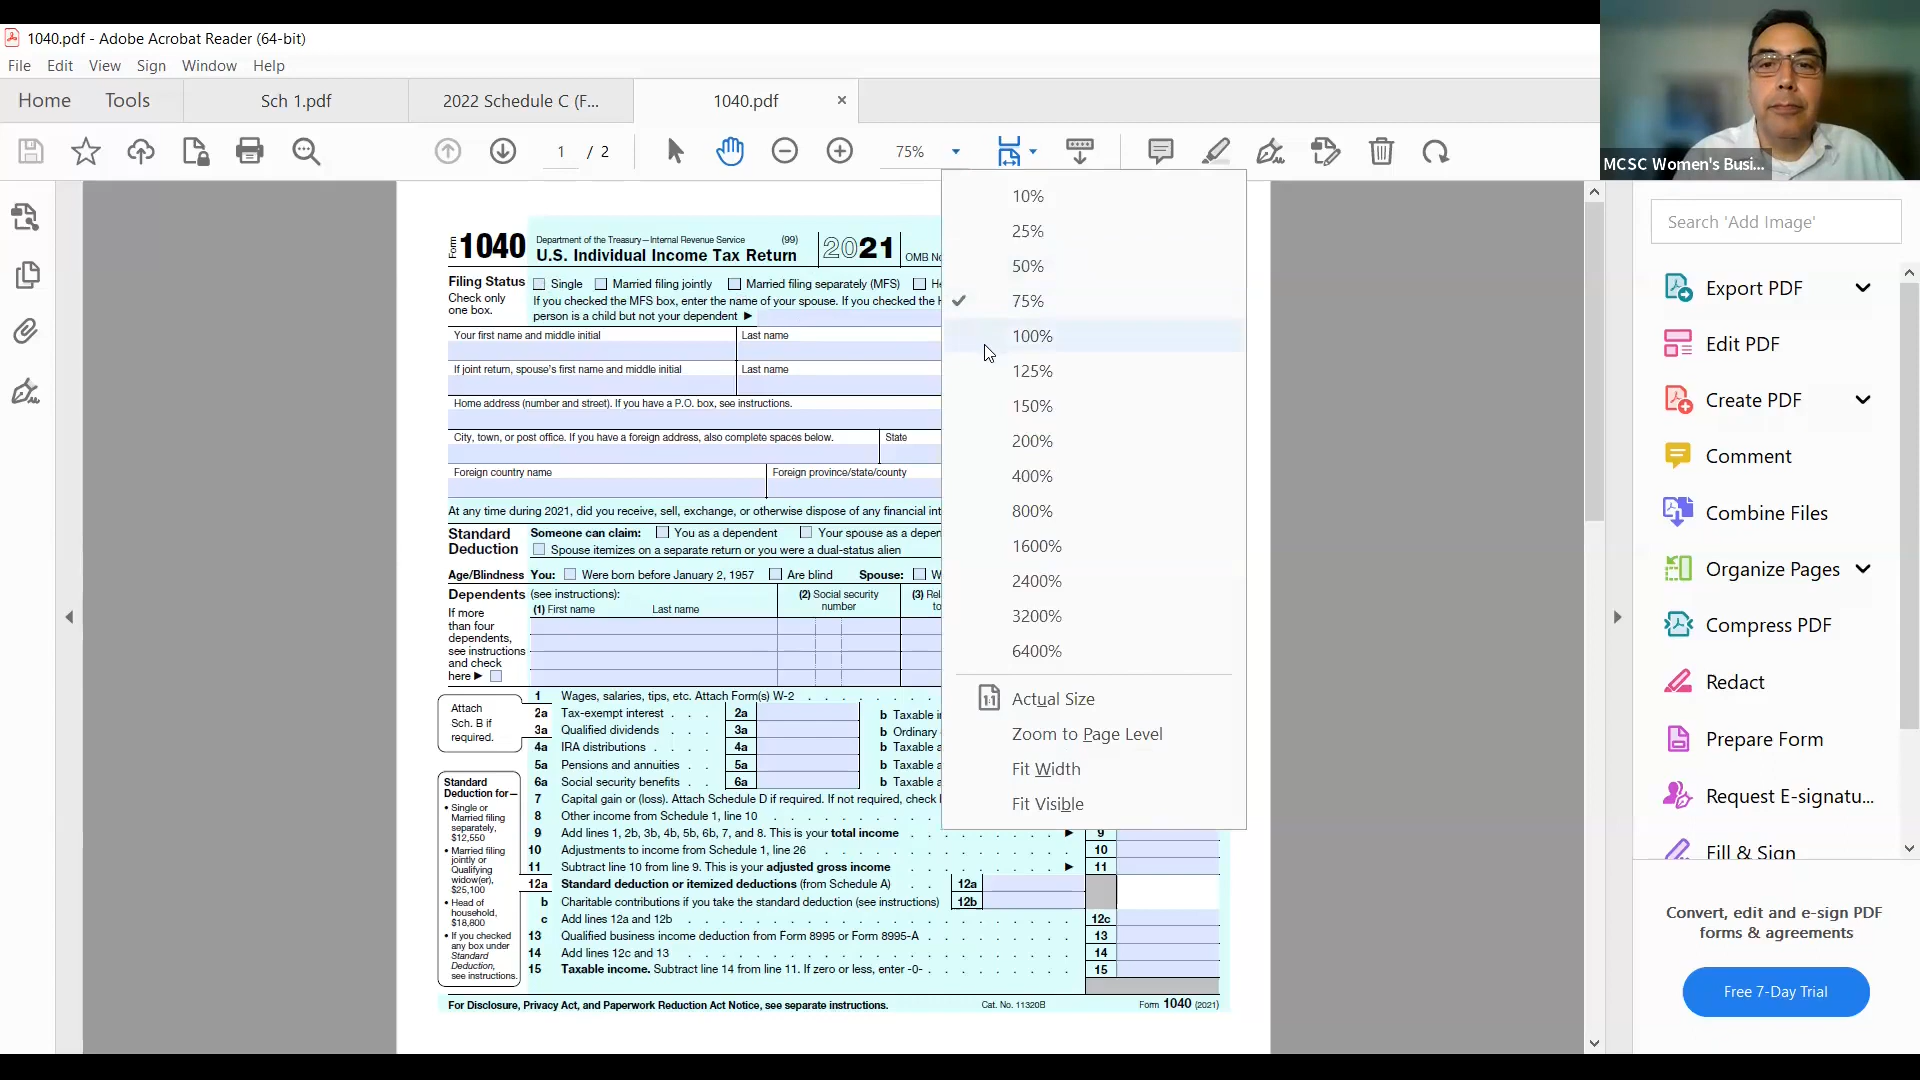 1040.pdf - Adobe Acrobat Reader (64-bit)
File Edit View Sign Window Help
Home Tools Sch 1.pdf 2022 Schedule C (F... 1040.pdf ×
1 / 2 75%
MCSC Women's Busi...
10%
25%
50%
75%
100%
125%
150%
200%
400%
800%
1600%
2400%
3200%
6400%
Actual Size
Zoom to Page Level
Fit Width
Fit Visible
Form 1040 Department of the Treasury—Internal Revenue Service (99)
U.S. Individual Income Tax Return 2021 OMB No
Filing Status
Check only
one box.
Single Married filing jointly Married filing separately (MFS) He
If you checked the MFS box, enter the name of your spouse. If you checked the H
person is a child but not your dependent ▶
Your first name and middle initial Last name
If joint return, spouse's first name and middle initial Last name
Home address (number and street). If you have a P.O. box, see instructions.
City, town, or post office. If you have a foreign address, also complete spaces below. State
Foreign country name Foreign province/state/county
At any time during 2021, did you receive, sell, exchange, or otherwise dispose of any financial int
Standard
Deduction
Someone can claim: You as a dependent Your spouse as a depen
Spouse itemizes on a separate return or you were a dual-status alien
Age/Blindness You: Were born before January 2, 1957 Are blind Spouse: W
Dependents (see instructions):
(1) First name Last name
(2) Social security
number
(3) Rel
to
If more
than four
dependents,
see instructions
and check
here ▶
Attach
Sch. B if
required.
1 Wages, salaries, tips, etc. Attach Form(s) W-2
2a Tax-exempt interest 2a b Taxable i
3a Qualified dividends 3a b Ordinary
4a IRA distributions 4a b Taxable a
5a Pensions and annuities 5a b Taxable a
6a Social security benefits 6a b Taxable a
7 Capital gain or (loss). Attach Schedule D if required. If not required, check
8 Other income from Schedule 1, line 10
9 Add lines 1, 2b, 3b, 4b, 5b, 6b, 7, and 8. This is your total income ▶ 9
10 Adjustments to income from Schedule 1, line 26 10
11 Subtract line 10 from line 9. This is your adjusted gross income ▶ 11
12a Standard deduction or itemized deductions (from Schedule A) 12a
b Charitable contributions if you take the standard deduction (see instructions) 12b
c Add lines 12a and 12b 12c
13 Qualified business income deduction from Form 8995 or Form 8995-A 13
14 Add lines 12c and 13 14
15 Taxable income. Subtract line 14 from line 11. If zero or less, enter -0- 15
Standard
Deduction for—
• Single or
Married filing
separately,
$12,550
• Married filing
jointly or
Qualifying
widow(er),
$25,100
• Head of
household,
$18,800
• If you checked
any box under
Standard
Deduction,
see instructions.
For Disclosure, Privacy Act, and Paperwork Reduction Act Notice, see separate instructions. Cat. No. 11320B Form 1040 (2021)
Search 'Add Image'
Export PDF
Edit PDF
Create PDF
Comment
Combine Files
Organize Pages
Compress PDF
Redact
Prepare Form
Request E-signatu...
Fill & Sign
Convert, edit and e-sign PDF
forms & agreements
Free 7-Day Trial